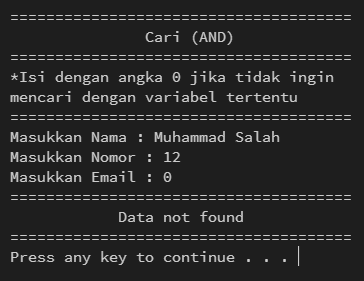 ======================================
Cari (AND)
======================================
*Isi dengan angka 0 jika tidak ingin
mencari dengan variabel tertentu
======================================
Masukkan Nama : Muhammad Salah
Masukkan Nomor : 12
Masukkan Email : 0
======================================
Data not found
======================================
Press any key to continue . . .